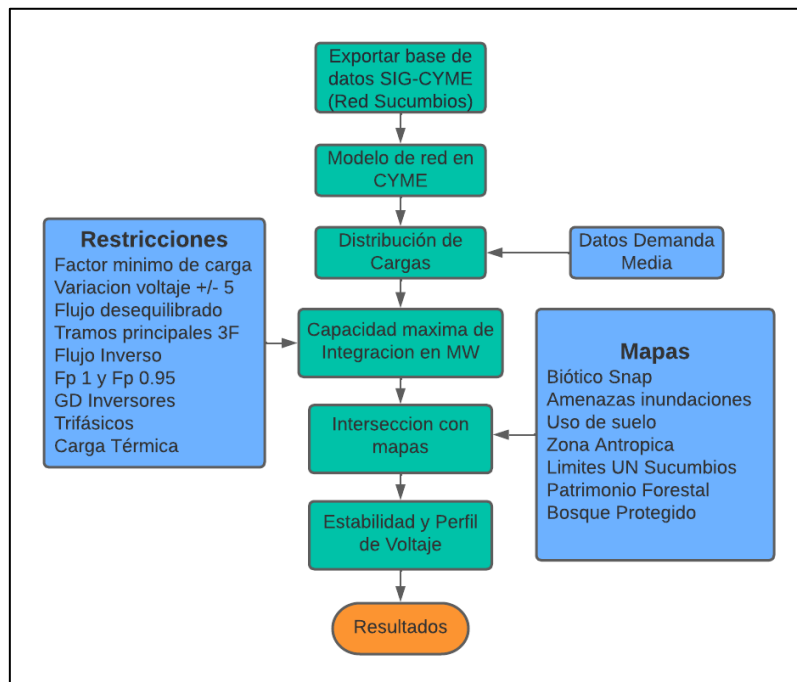 Exportar base de
datos SIG-CYME
(Red Sucumbios)
Modelo de red en
CYME
Distribución de
Cargas
Datos Demanda
Media
Restricciones
Factor minimo de carga
Variacion voltaje +/- 5
Flujo desequilibrado
Tramos principales 3F
Flujo Inverso
Fp 1 y Fp 0.95
GD Inversores
Trifásicos
Carga Térmica
Capacidad maxima de
Integracion en MW
Mapas
Biótico Snap
Amenazas inundaciones
Uso de suelo
Zona Antropica
Limites UN Sucumbios
Patrimonio Forestal
Bosque Protegido
Interseccion con
mapas
Estabilidad y Perfil
de Voltaje
Resultados